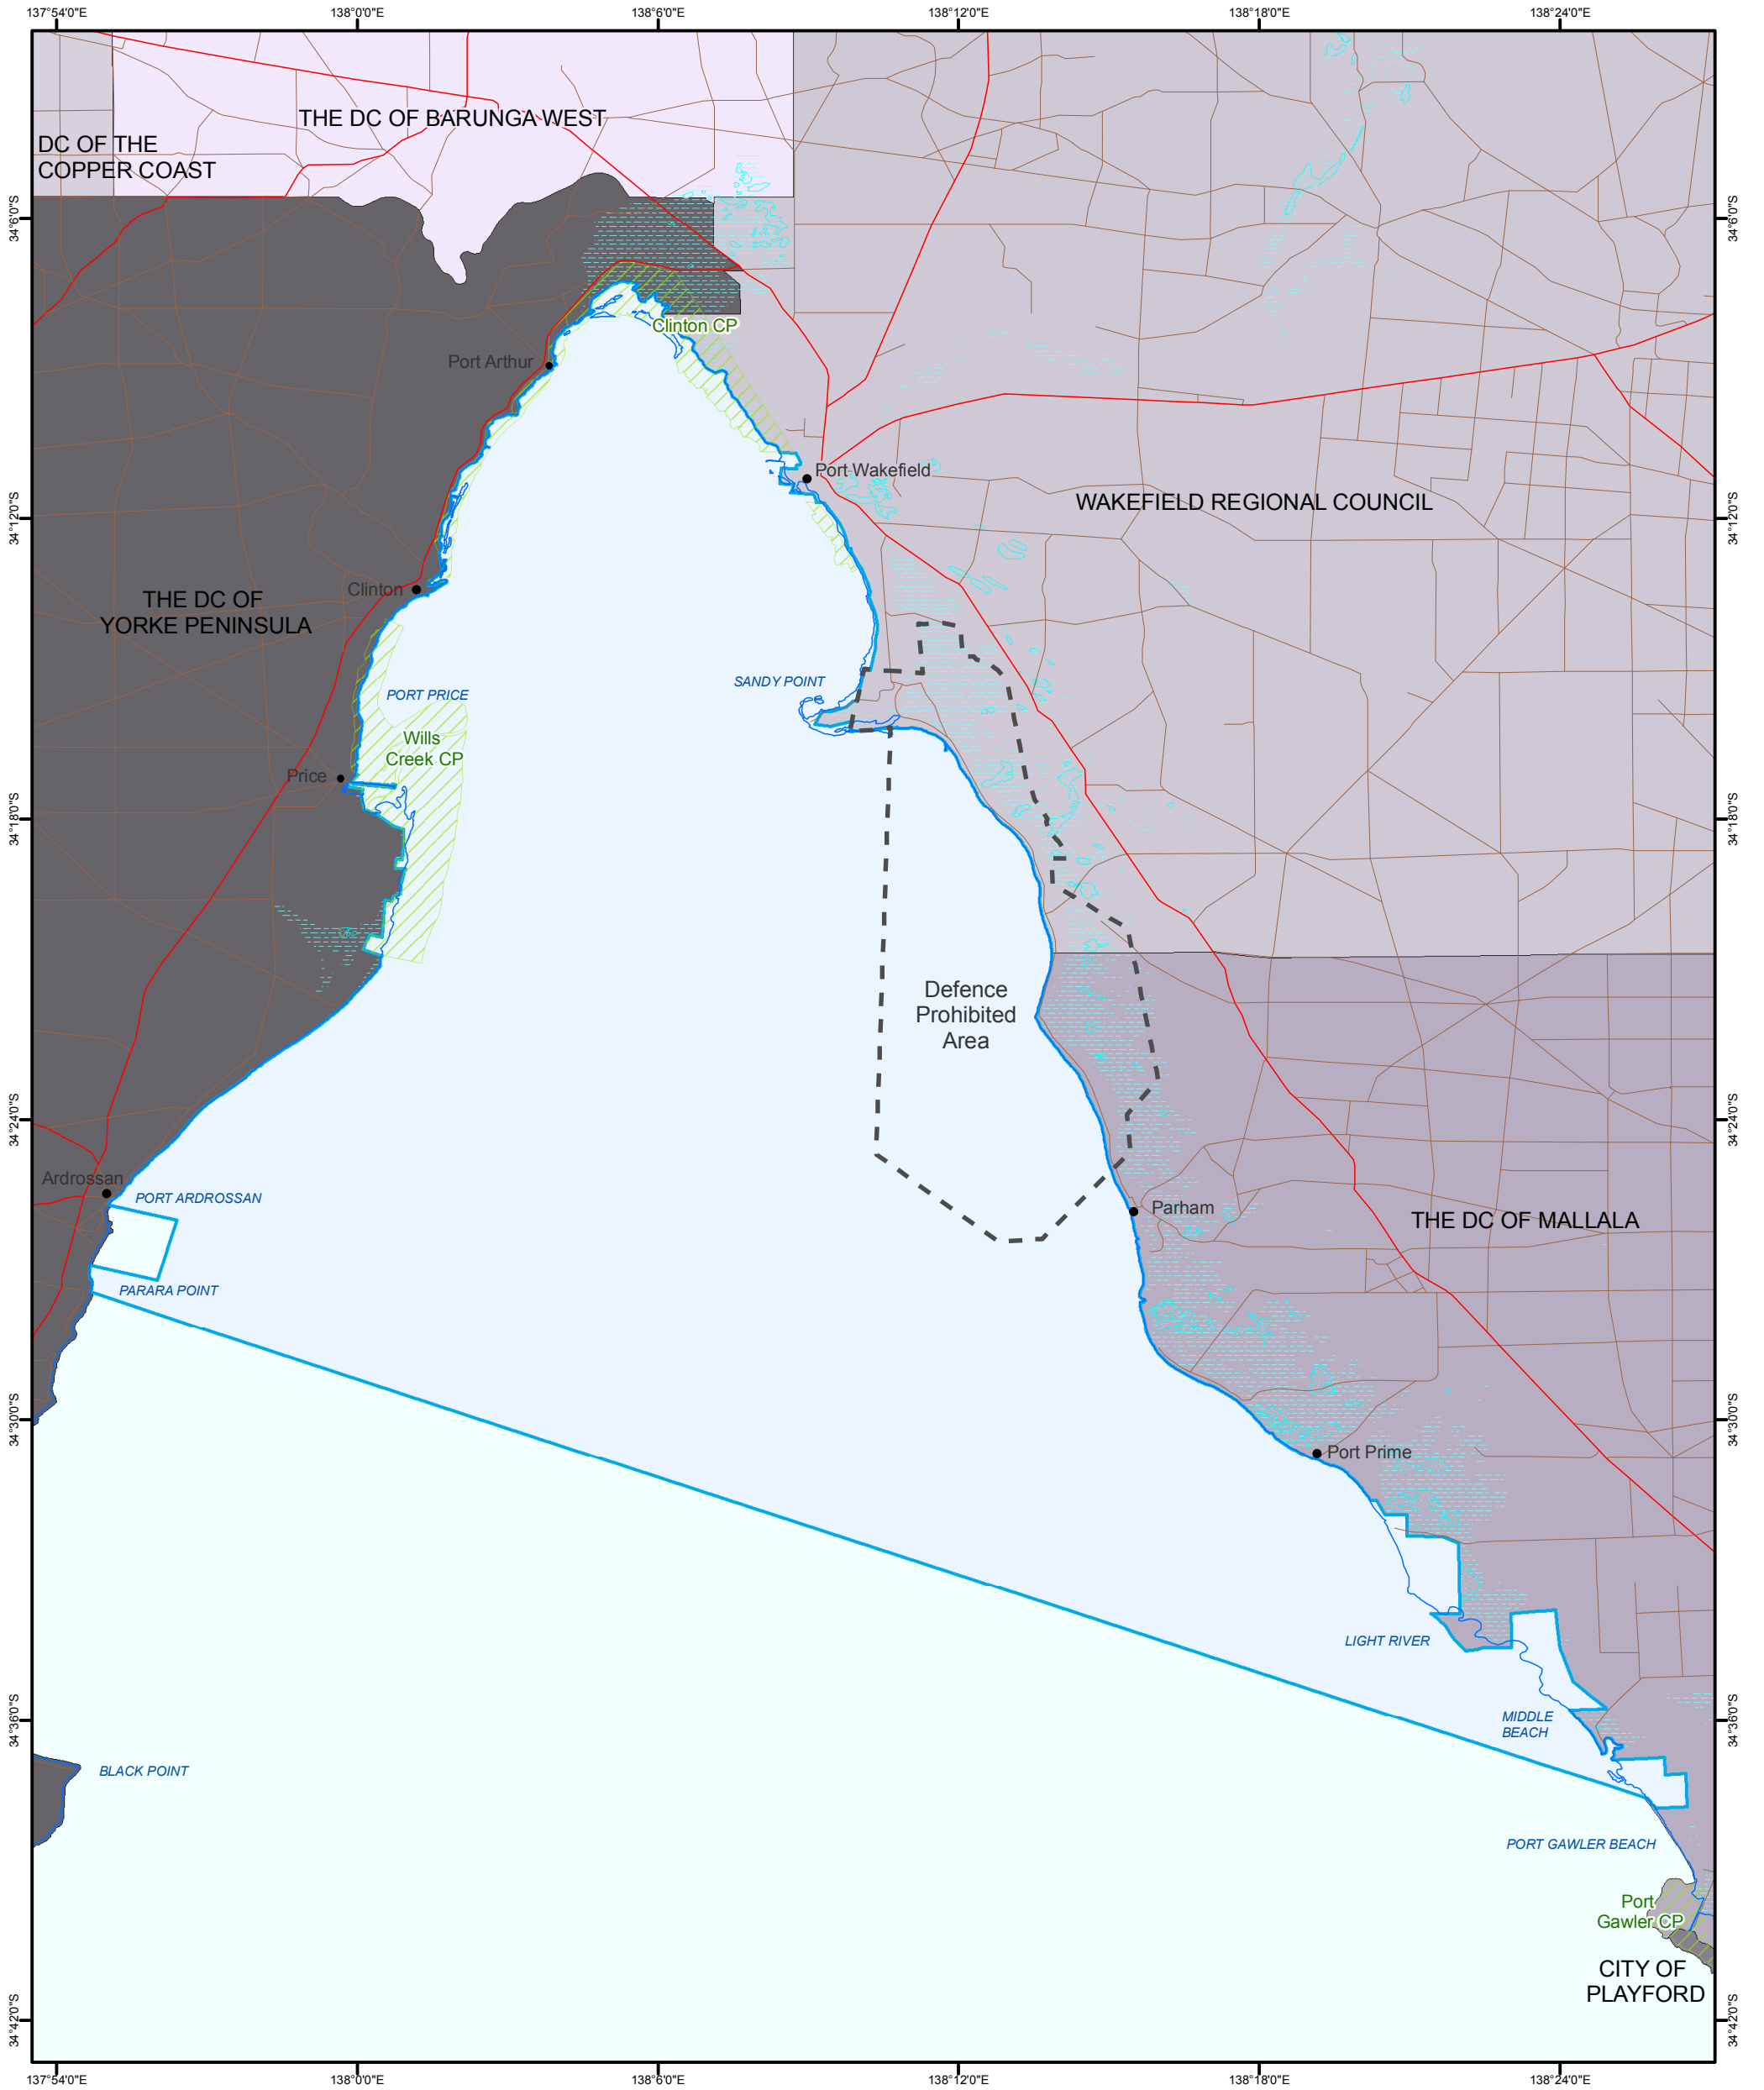 137°54'0"E
138°0'0"E
138°6'0"E
138°12'0"E
138°18'0"E
138°24'0"E
THE DC OF BARUNGA WEST
DC OF THE
COPPER COAST
34°6'0"S
34°6'0"S
Clinton CP
Port Arthur
Port Wakefield
WAKEFIELD REGIONAL COUNCIL
34°12'0"S
34°12'0"S
Clinton
THE DC OF
YORKE PENINSULA
SANDY POINT
PORT PRICE
Wills
Creek CP
Price
34°18'0"S
34°18'0"S
Defence
Prohibited
Area
34°24'0"S
34°24'0"S
Ardrossan
PORT ARDROSSAN
Parham
THE DC OF MALLALA
PARARA POINT
34°30'0"S
34°30'0"S
Port Prime
LIGHT RIVER
34°36'0"S
34°36'0"S
MIDDLE
BEACH
BLACK POINT
PORT GAWLER BEACH
Port
Gawler CP
CITY OF
PLAYFORD
34°42'0"S
34°42'0"S
137°54'0"E
138°0'0"E
138°6'0"E
138°12'0"E
138°18'0"E
138°24'0"E